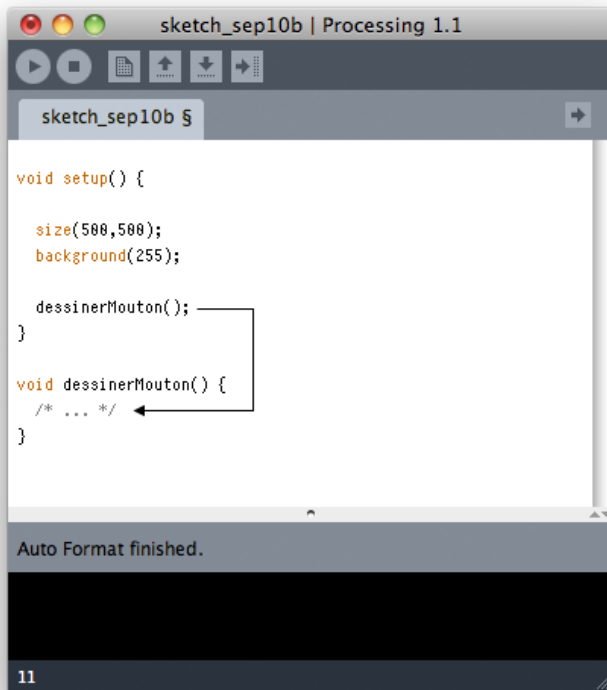 sketch_sep10b | Processing 1.1
sketch_sep10b §
void setup() {
size(500,500);
background(255);
dessinerMouton();
}
void dessinerMouton() {
/* ... */
}
Auto Format finished.
11